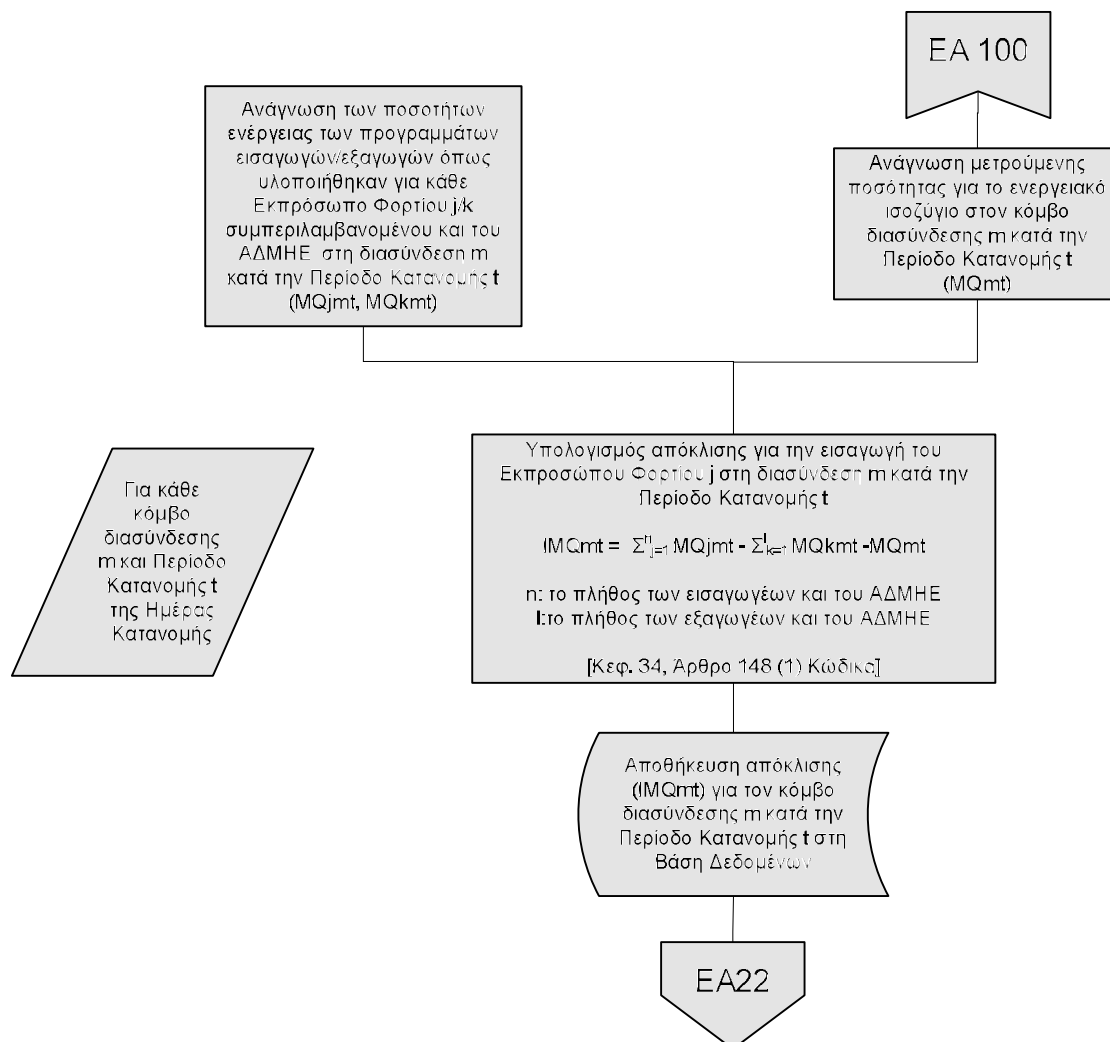 ΕΑ 100
Ανάγνωση των ποσοτήτων
ενέργειας των προγραμμάτων
εισαγωγών/εξαγωγών όπως
υλοποιήθηκαν για κάθε
Εκπρόσωπο Φορτίου j/k
συμπεριλαμβανομένου και του
ΑΔΜΗΕ στη διασύνδεση m
κατά την Περίοδο Κατανομής t
(MQjmt, MQkmt)
Ανάγνωση μετρούμενης
ποσότητας για το ενεργειακό
ισοζύγιο στον κόμβο
διασύνδεσης m κατά την
Περίοδο Κατανομής t
(MQmt)
Για κάθε
κόμβο
διασύνδεσης
m και Περίοδο
Κατανομής t
της Ημέρας
Κατανομής
Υπολογισμός απόκλισης για την εισαγωγή του
Εκπροσώπου Φορτίου j στη διασύνδεση m κατά την
Περίοδο Κατανομής t
IMQmt = Σⁿj=1 MQjmt - Σˡk=1 MQkmt -MQmt
n: το πλήθος των εισαγωγέων και του ΑΔΜΗΕ
l:το πλήθος των εξαγωγέων και του ΑΔΜΗΕ
[Κεφ. 34, Άρθρο 148 (1) Κώδικα]
Αποθήκευση απόκλισης
(IMQmt) για τον κόμβο
διασύνδεσης m κατά την
Περίοδο Κατανομής t στη
Βάση Δεδομένων
ΕΑ22